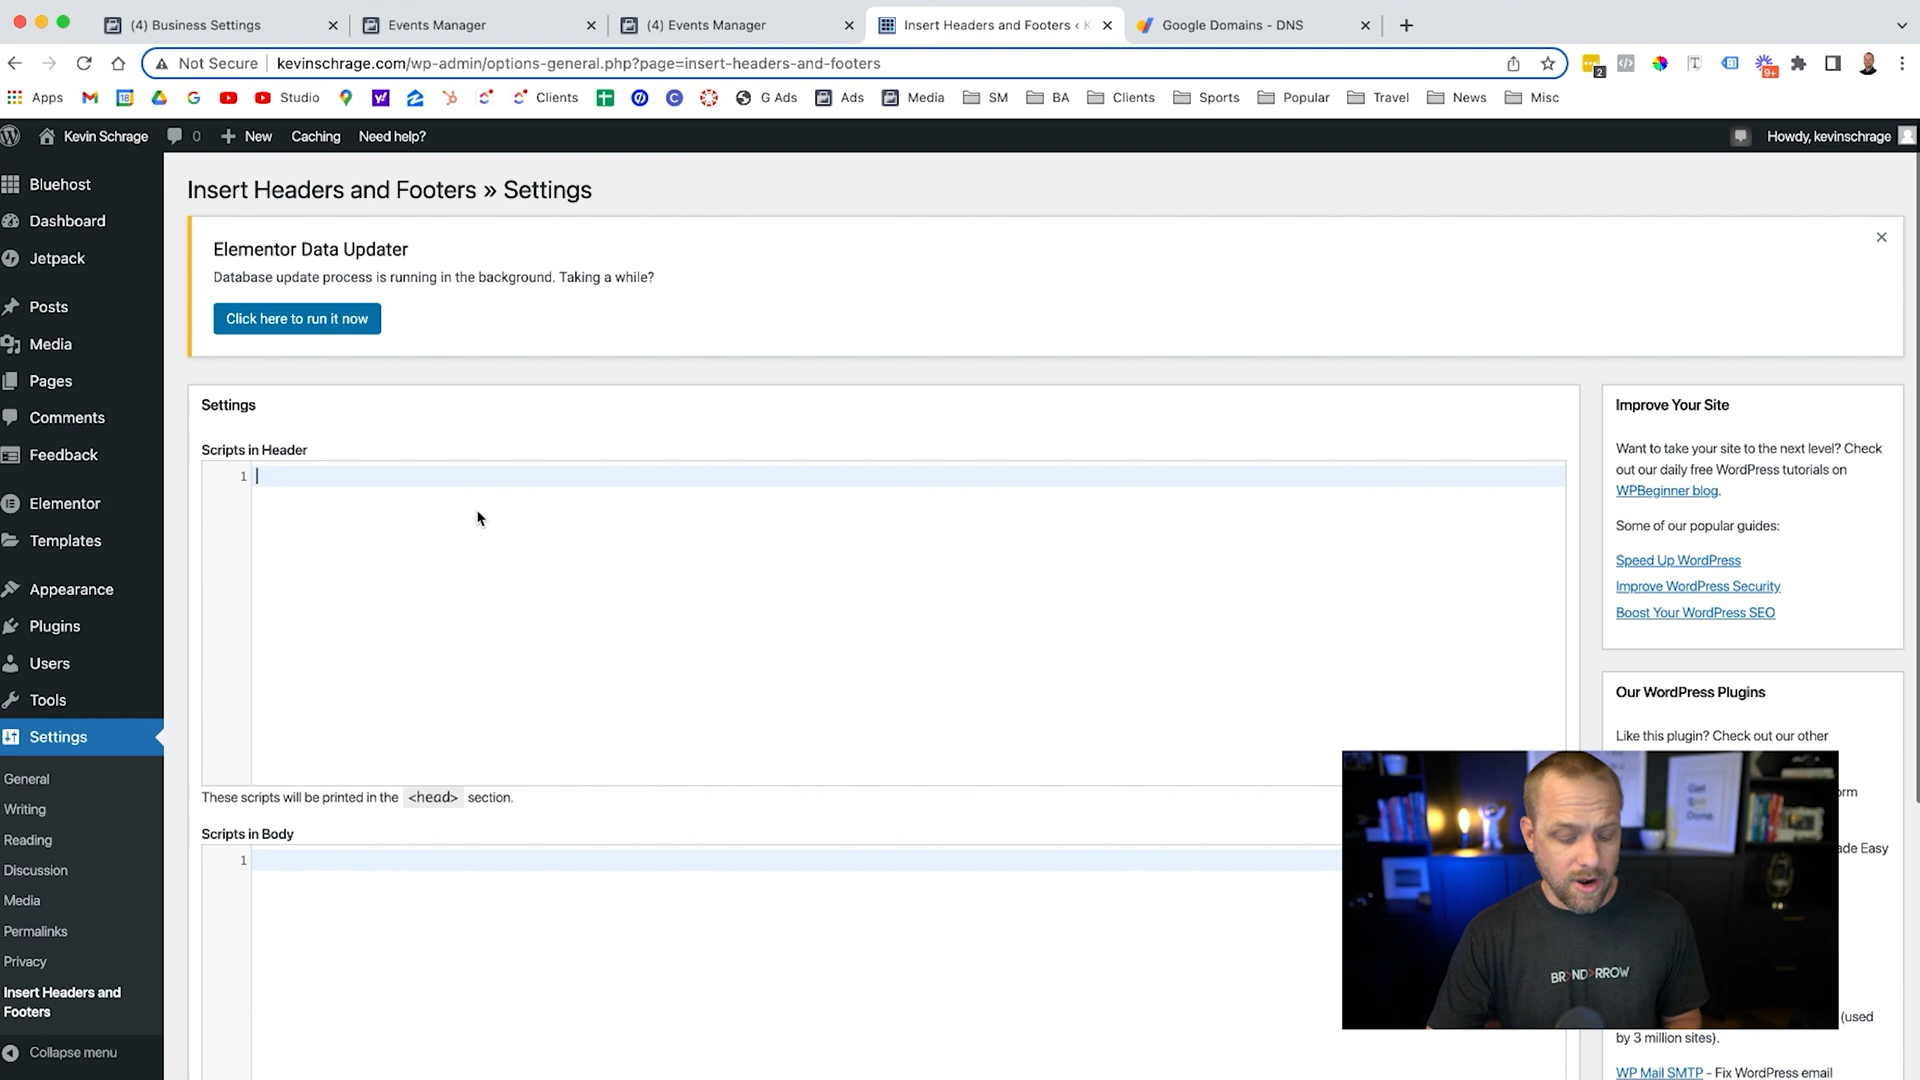 (4) Business Settings
Events Manager
(4) Events Manager
Insert Headers and Footers ‹ K
Google Domains - DNS
Not Secure
kevinschrage.com/wp-admin/options-general.php?page=insert-headers-and-footers
2
9+
Apps
18
Studio
Clients
G Ads
Ads
Media
SM
BA
Clients
Sports
Popular
Travel
News
Misc
Kevin Schrage
0
New
Caching
Need help?
Howdy, kevinschrage
Bluehost
Dashboard
Jetpack
Posts
Media
Pages
Comments
Feedback
Elementor
Templates
Appearance
Plugins
Users
Tools
Settings
General
Writing
Reading
Discussion
Media
Permalinks
Privacy
Insert Headers and
Footers
Collapse menu
Insert Headers and Footers » Settings
Elementor Data Updater
Database update process is running in the background. Taking a while?
Click here to run it now
Settings
Scripts in Header
1
These scripts will be printed in the <head> section.
Scripts in Body
1
Improve Your Site
Want to take your site to the next level? Check
out our daily free WordPress tutorials on
WPBeginner blog.
Some of our popular guides:
Speed Up WordPress
Improve WordPress Security
Boost Your WordPress SEO
Our WordPress Plugins
Like this plugin? Check out our other
orm
ade Easy
(used
by 3 million sites).
WP Mail SMTP - Fix WordPress email
Get
Done.
BR>ND>RROW